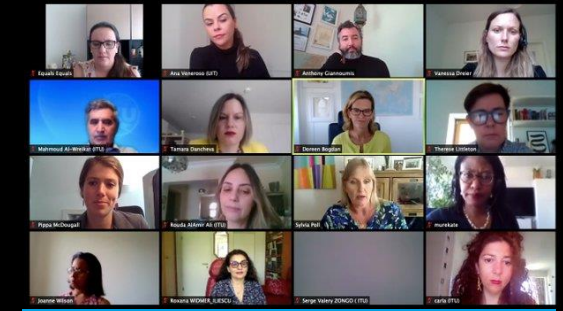 Equals Equals
Ana Veneroso (UIT)
Anthony Giannoumis
Vanessa Dreier
Mahmoud Al-Wreikat (ITU)
Tamara Dancheva
Doreen Bogdan
Therese Littleton
Pippa McDougall
Rouda AlAmir Ali (ITU)
Sylvia Poll
murekate
Joanne Wilson
Roxana WIDMER_ILIESCU
Serge Valery ZONGO ( ITU)
carla (ITU)